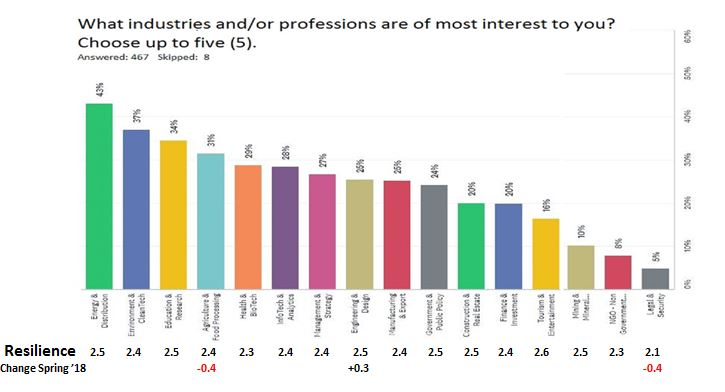 What industries and/or professions are of most interest to you?
Choose up to five (5).
Answered: 467 Skipped: 8
60%
50%
40%
30%
20%
10%
0%
43%
37%
34%
31%
29%
28%
27%
25%
25%
24%
20%
20%
16%
10%
8%
5%
Energy &
Distribution
Environment &
CleanTech
Education &
Research
Agriculture &
Food Processing
Health &
BioTech
InfoTech &
Analytics
Management &
Strategy
Engineering &
Design
Manufacturing
& Export
Government &
Public Policy
Construction &
Real Estate
Finance &
Investment
Tourism &
Entertainment
Mining &
Mineral...
NGO - Non
Government...
Legal &
Security
Resilience 2.5 2.4 2.5 2.4 2.3 2.4 2.4 2.5 2.4 2.5 2.5 2.4 2.6 2.5 2.3 2.1
Change Spring '18 -0.4 +0.3 -0.4